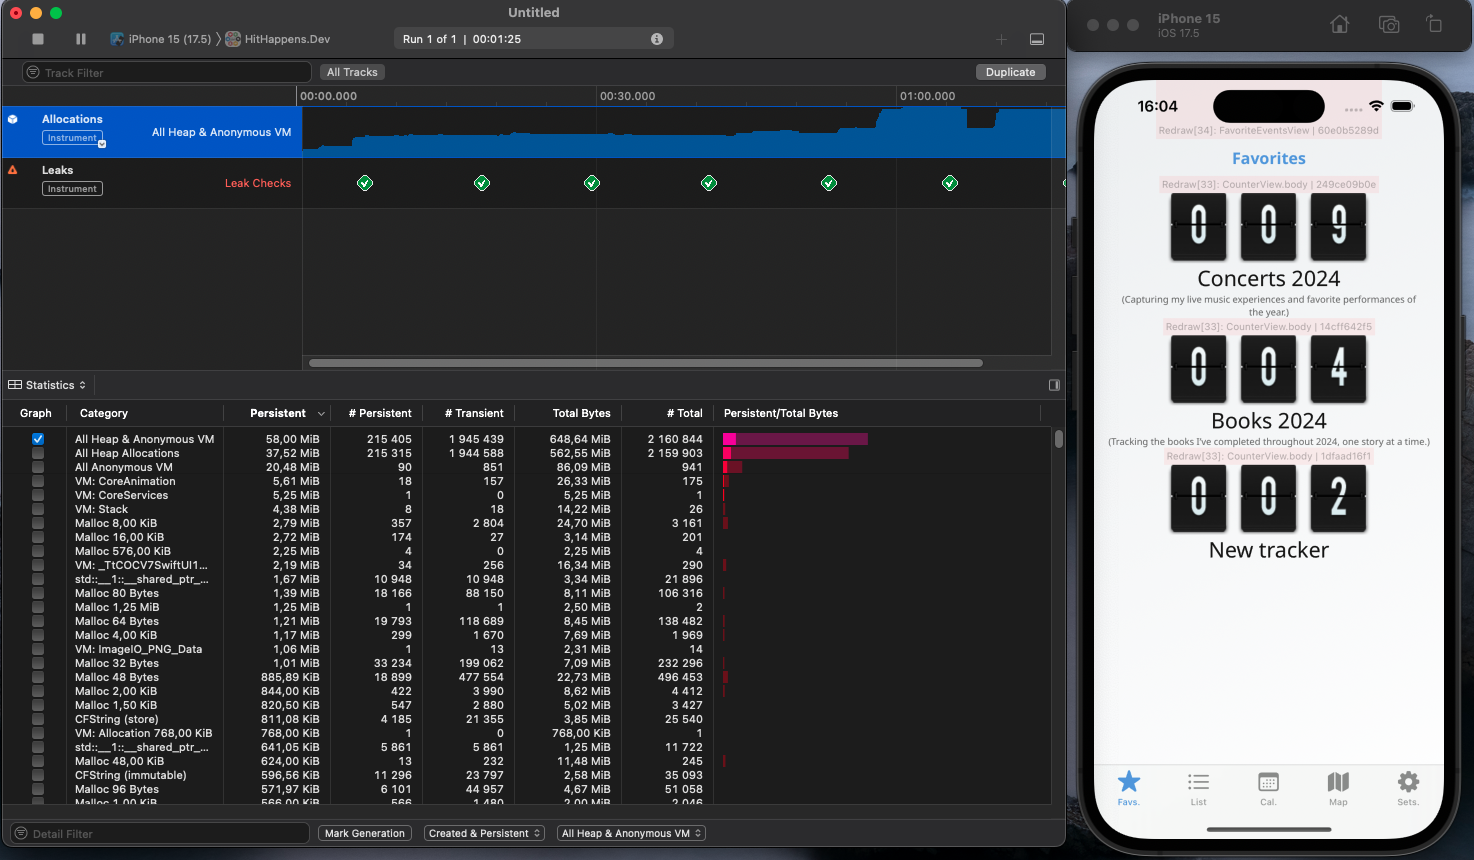 Untitled
iPhone 15 (17.5) 〉 HitHappens.Dev
Run 1 of 1 | 00:01:25
Track Filter
All Tracks
Duplicate
00:00.000 00:30.000 01:00.000
Allocations
Instrument
All Heap & Anonymous VM
Leaks
Instrument
Leak Checks
Statistics
Graph Category Persistent # Persistent # Transient Total Bytes # Total Persistent/Total Bytes
All Heap & Anonymous VM 58,00 MiB 215 405 1 945 439 648,64 MiB 2 160 844
All Heap Allocations 37,52 MiB 215 315 1 944 588 562,55 MiB 2 159 903
All Anonymous VM 20,48 MiB 90 851 86,09 MiB 941
VM: CoreAnimation 5,61 MiB 18 157 26,33 MiB 175
VM: CoreServices 5,25 MiB 1 0 5,25 MiB 1
VM: Stack 4,38 MiB 8 18 14,22 MiB 26
Malloc 8,00 KiB 2,79 MiB 357 2 804 24,70 MiB 3 161
Malloc 16,00 KiB 2,72 MiB 174 27 3,14 MiB 201
Malloc 576,00 KiB 2,25 MiB 4 0 2,25 MiB 4
VM: _TtCOCV7SwiftUI1... 2,19 MiB 34 256 16,34 MiB 290
std::__1::__shared_ptr_... 1,67 MiB 10 948 10 948 3,34 MiB 21 896
Malloc 80 Bytes 1,39 MiB 18 166 88 150 8,11 MiB 106 316
Malloc 1,25 MiB 1,25 MiB 1 1 2,50 MiB 2
Malloc 64 Bytes 1,21 MiB 19 793 118 689 8,45 MiB 138 482
Malloc 4,00 KiB 1,17 MiB 299 1 670 7,69 MiB 1 969
VM: ImageIO_PNG_Data 1,06 MiB 1 13 2,31 MiB 14
Malloc 32 Bytes 1,01 MiB 33 234 199 062 7,09 MiB 232 296
Malloc 48 Bytes 885,89 KiB 18 899 477 554 22,73 MiB 496 453
Malloc 2,00 KiB 844,00 KiB 422 3 990 8,62 MiB 4 412
Malloc 1,50 KiB 820,50 KiB 547 2 880 5,02 MiB 3 427
CFString (store) 811,08 KiB 4 185 21 355 3,85 MiB 25 540
VM: Allocation 768,00 KiB 768,00 KiB 1 0 768,00 KiB 1
std::__1::__shared_ptr_... 641,05 KiB 5 861 5 861 1,25 MiB 11 722
Malloc 48,00 KiB 624,00 KiB 13 232 11,48 MiB 245
CFString (immutable) 596,56 KiB 11 296 23 797 2,58 MiB 35 093
Malloc 96 Bytes 571,97 KiB 6 101 44 957 4,67 MiB 51 058
Malloc 1,00 KiB 566,00 KiB 566 1 480 2,00 MiB 2 046
Detail Filter
Mark Generation
Created & Persistent
All Heap & Anonymous VM
iPhone 15
iOS 17.5
16:04
Redraw[34]: FavoriteEventsView | 60e0b5289d
Favorites
Redraw[33]: CounterView.body | 249ce09b0e
0 0 9
Concerts 2024
(Capturing my live music experiences and favorite performances of
the year.)
Redraw[33]: CounterView.body | 14cff642f5
0 0 4
Books 2024
(Tracking the books I've completed throughout 2024, one story at a time.)
Redraw[33]: CounterView.body | 1dfaad16f1
0 0 2
New tracker
Favs. List Cal. Map Sets.